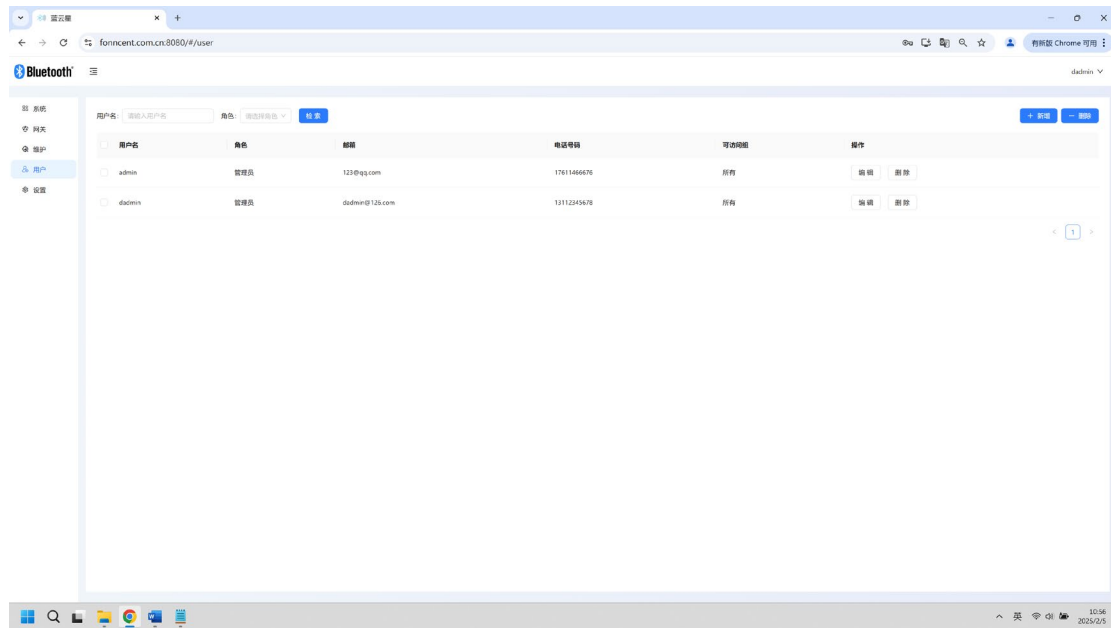 蓝云星
fonncent.com.cn:8080/#/user
有新版 Chrome 可用
Bluetooth®
dadmin
系统
网关
维护
用户
设置
用户名: 请输入用户名 角色: 请选择角色 检 索 + 新增 — 删除
用户名 角色 邮箱 电话号码 可访问组 操作
admin 管理员 123@qq.com 17611466676 所有 编 辑 删 除
dadmin 管理员 dadmin@126.com 13112345678 所有 编 辑 删 除
< 1 >
英
10:56
2025/2/5